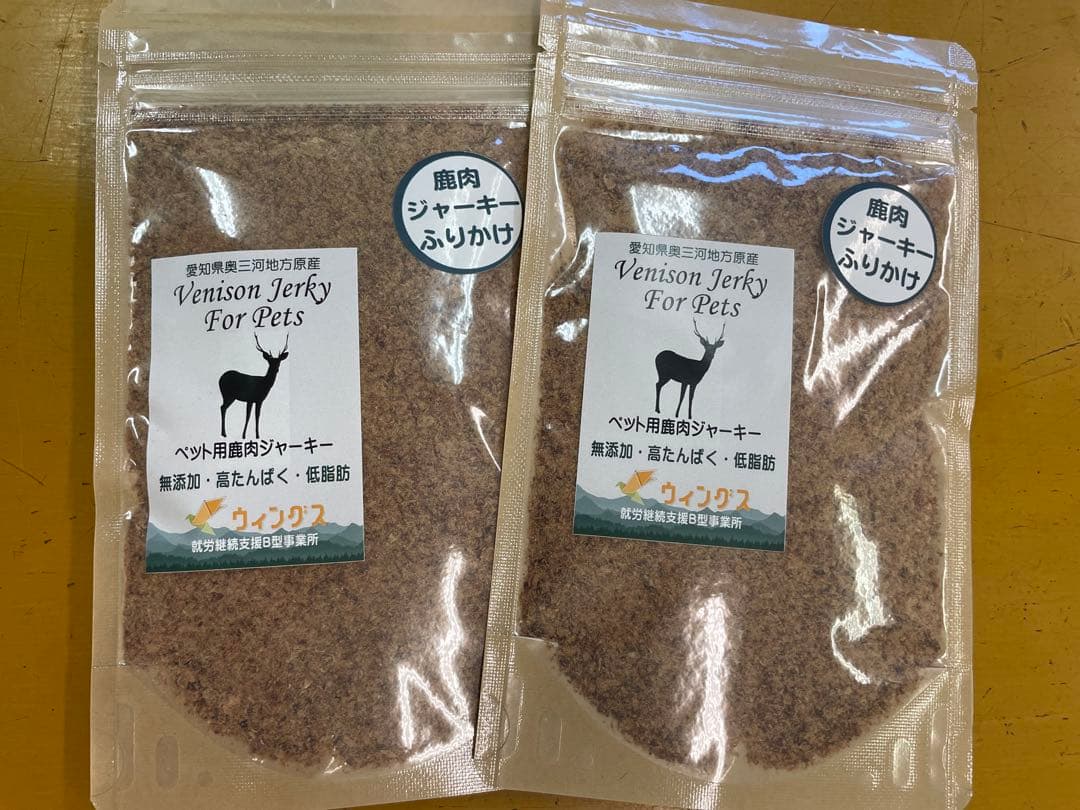 鹿肉
ジャーキー
ふりかけ
愛知県奥三河地方原産
Venison Jerky
For Pets
ペット用鹿肉ジャーキー
無添加・高たんぱく・低脂肪
ウィングス
就労継続支援B型事業所
鹿肉
ジャーキー
ふりかけ
愛知県奥三河地方原産
Venison Jerky
For Pets
ペット用鹿肉ジャーキー
無添加・高たんぱく・低脂肪
ウィングス
就労継続支援B型事業所